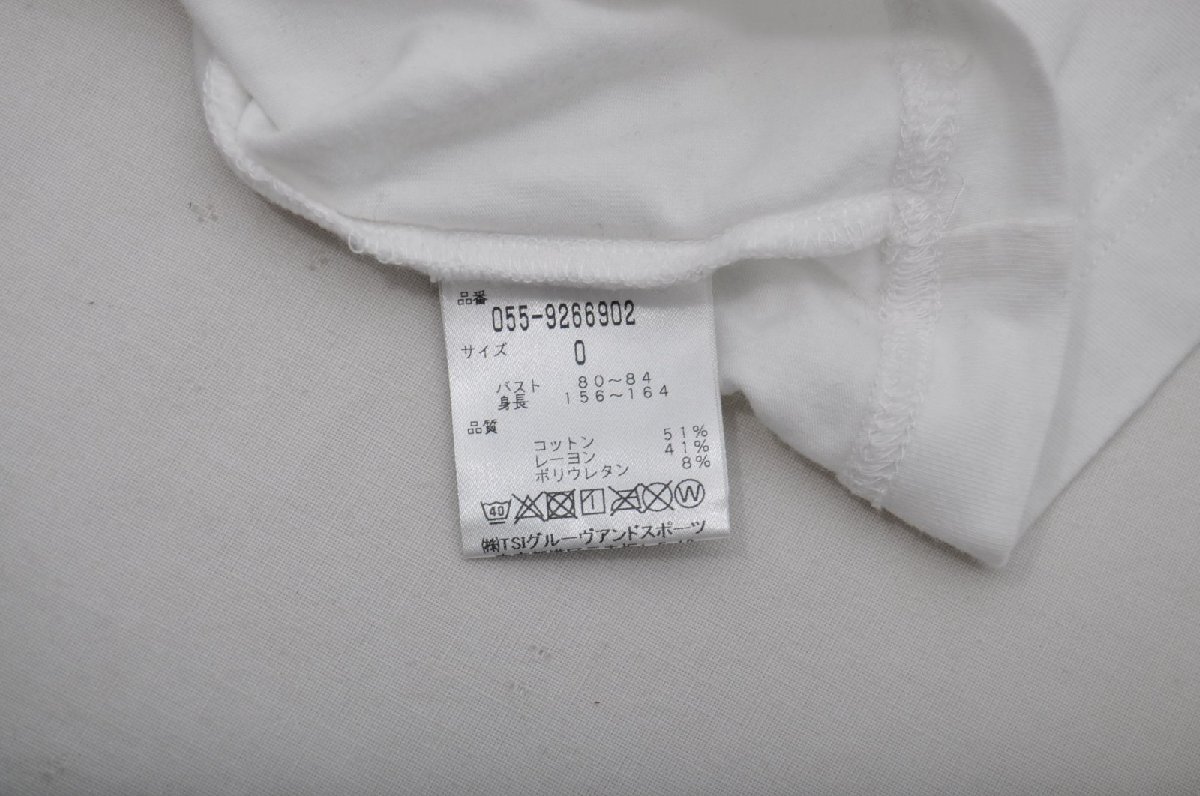 品番
055-9266902
サイズ 0
バスト 80~84
身長 156~164
品質
コットン 51%
レーヨン 41%
ポリウレタン 8%
40 W
㈱TSIグルーヴアンドスポーツ